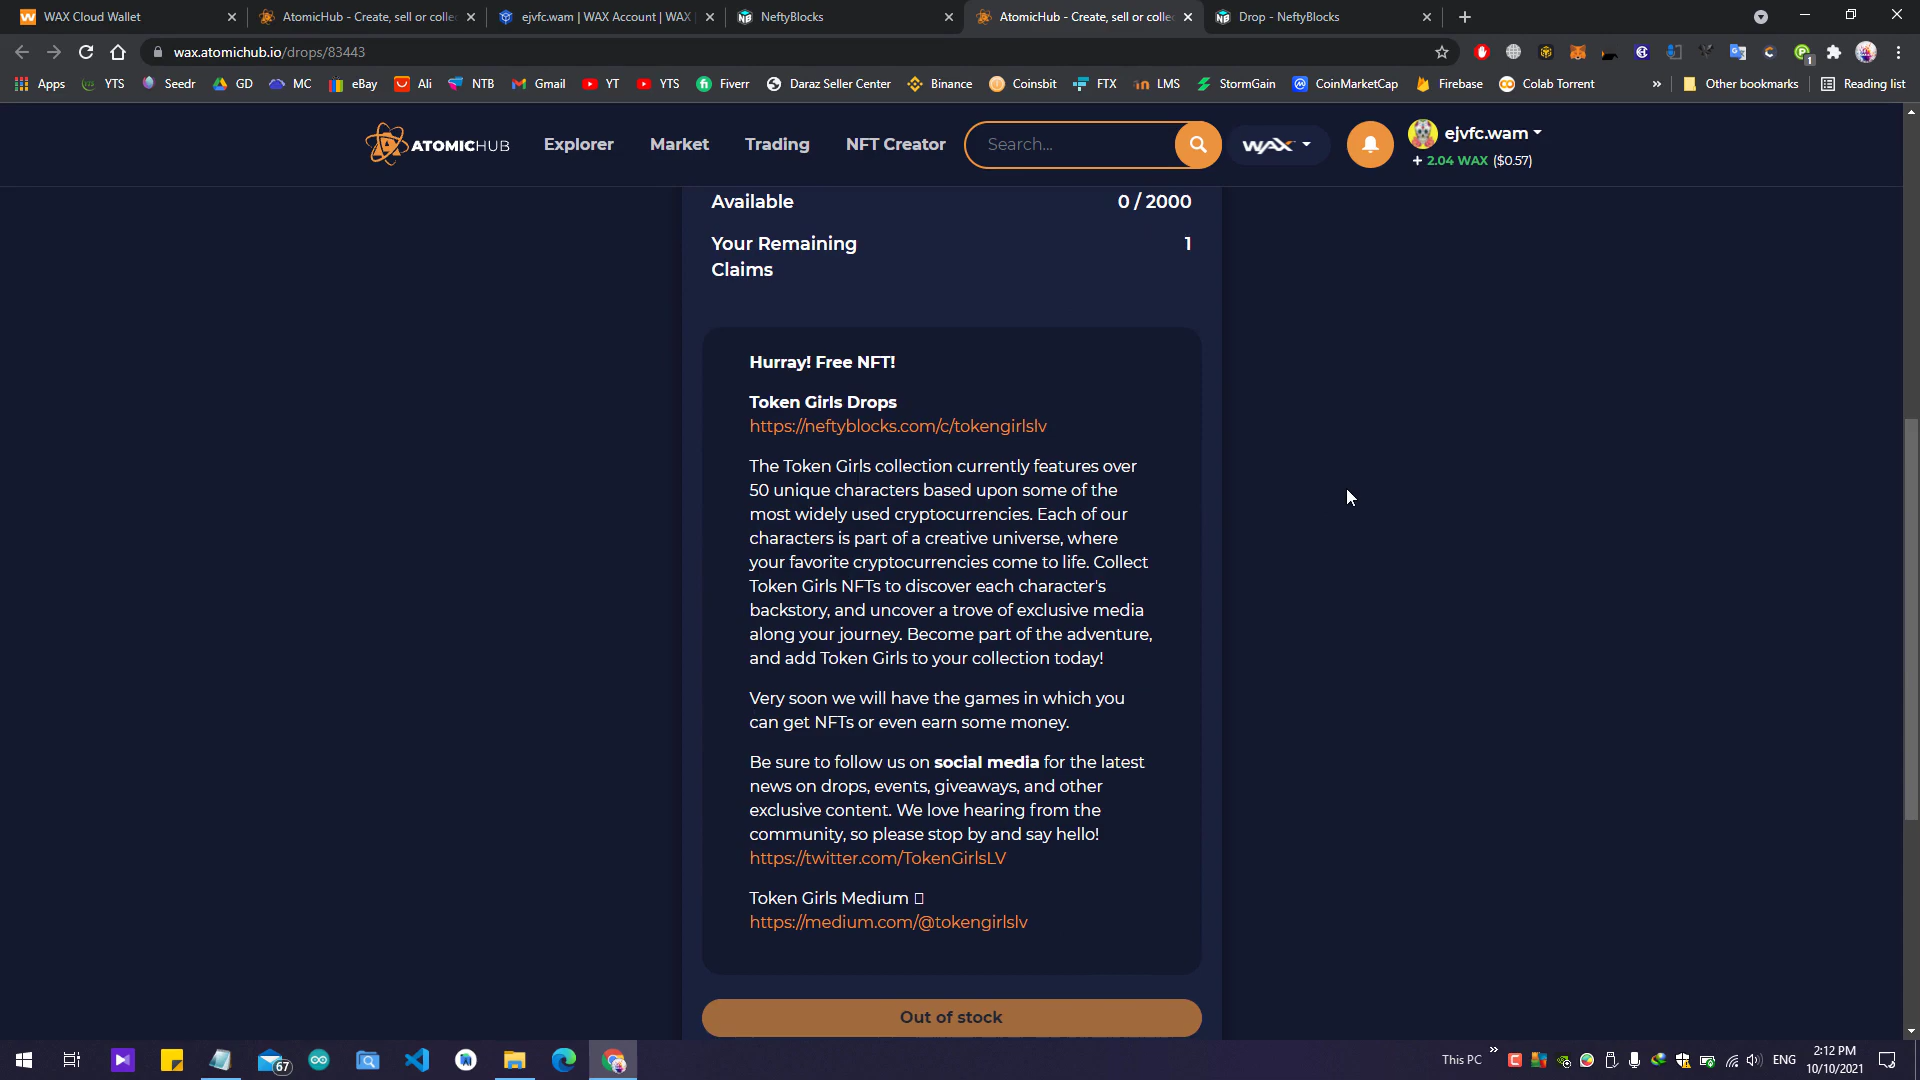 WAX Cloud Wallet
AtomicHub - Create, sell or collec
ejvfc.wam | WAX Account | WAX
NeftyBlocks
AtomicHub - Create, sell or collec
Drop - NeftyBlocks
wax.atomichub.io/drops/83443
1
Apps
YTS
Seedr
GD
MC
eBay
Ali
NTB
Gmail
YT
YTS
Fiverr
Daraz Seller Center
Binance
Coinsbit
FTX
LMS
StormGain
CoinMarketCap
Firebase
Colab Torrent
»
Other bookmarks
Reading list
ATOMICHUB
Explorer
Market
Trading
NFT Creator
Search...
WAX
ejvfc.wam
+ 2.04 WAX ($0.57)
Available 0 / 2000
Your Remaining 1
Claims
Hurray! Free NFT!
Token Girls Drops
https://neftyblocks.com/c/tokengirlslv
The Token Girls collection currently features over
50 unique characters based upon some of the
most widely used cryptocurrencies. Each of our
characters is part of a creative universe, where
your favorite cryptocurrencies come to life. Collect
Token Girls NFTs to discover each character's
backstory, and uncover a trove of exclusive media
along your journey. Become part of the adventure,
and add Token Girls to your collection today!
Very soon we will have the games in which you
can get NFTs or even earn some money.
Be sure to follow us on social media for the latest
news on drops, events, giveaways, and other
exclusive content. We love hearing from the
community, so please stop by and say hello!
https://twitter.com/TokenGirlsLV
Token Girls Medium
https://medium.com/@tokengirlslv
Out of stock
67
This PC
»
ENG
2:12 PM
10/10/2021